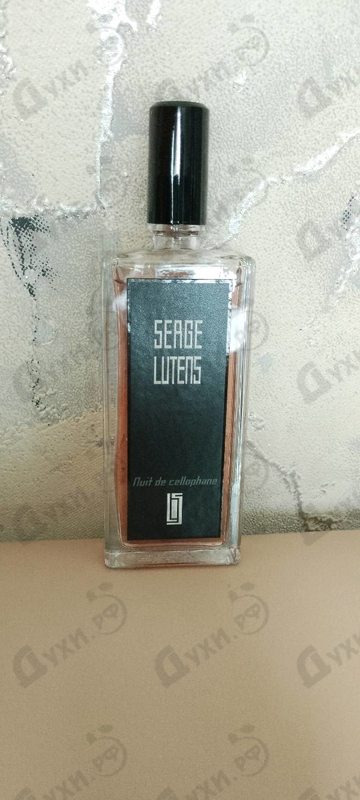 SERGE
LUTENS
Nuit de cellophane
Духи.рф